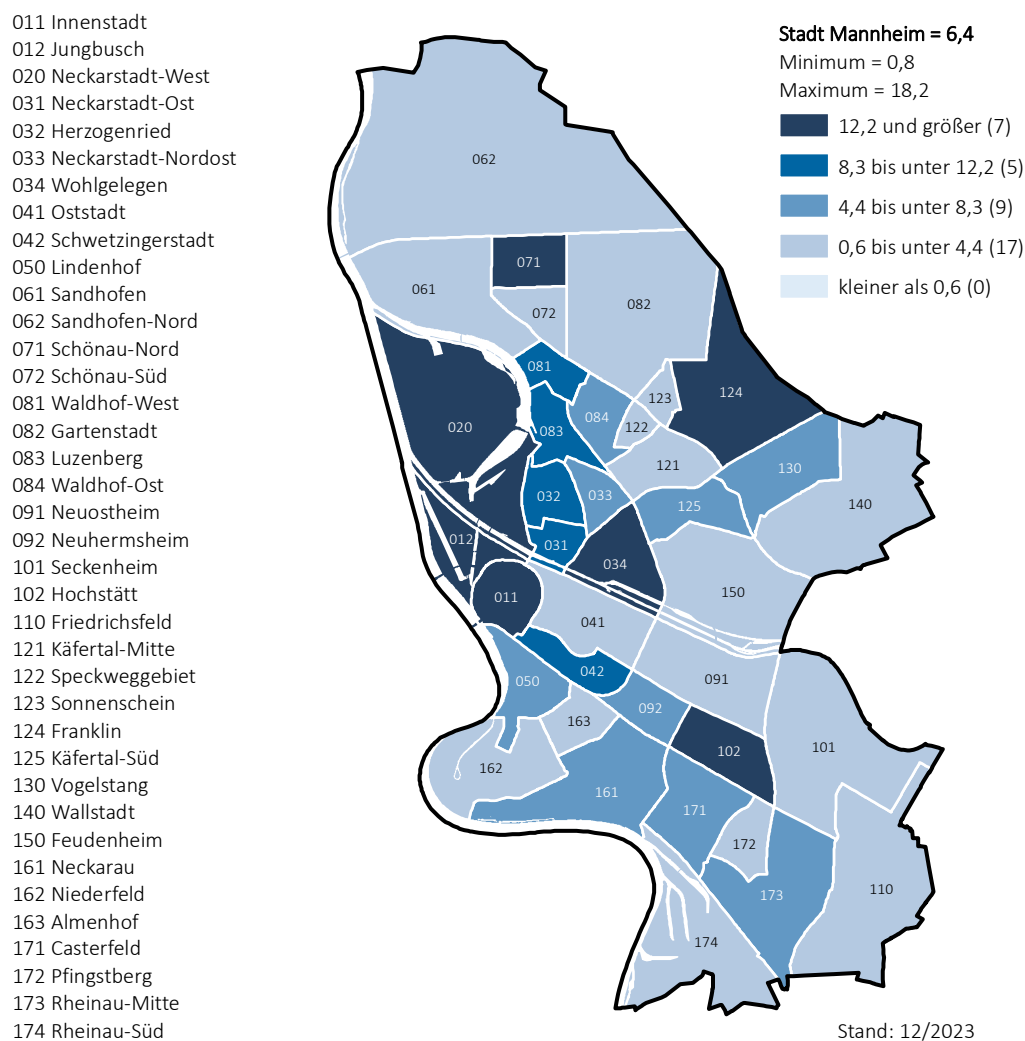 011 Innenstadt
012 Jungbusch
020 Neckarstadt-West
031 Neckarstadt-Ost
032 Herzogenried
033 Neckarstadt-Nordost
034 Wohlgelegen
041 Oststadt
042 Schwetzingerstadt
050 Lindenhof
061 Sandhofen
062 Sandhofen-Nord
071 Schönau-Nord
072 Schönau-Süd
081 Waldhof-West
082 Gartenstadt
083 Luzenberg
084 Waldhof-Ost
091 Neuostheim
092 Neuhermsheim
101 Seckenheim
102 Hochstätt
110 Friedrichsfeld
121 Käfertal-Mitte
122 Speckweggebiet
123 Sonnenschein
124 Franklin
125 Käfertal-Süd
130 Vogelstang
140 Wallstadt
150 Feudenheim
161 Neckarau
162 Niederfeld
163 Almenhof
171 Casterfeld
172 Pfingstberg
173 Rheinau-Mitte
174 Rheinau-Süd
Stadt Mannheim = 6,4
Minimum = 0,8
Maximum = 18,2
12,2 und größer (7)
8,3 bis unter 12,2 (5)
4,4 bis unter 8,3 (9)
0,6 bis unter 4,4 (17)
kleiner als 0,6 (0)
062
071
061
072
082
081
123
124
084
020
083
122
121
130
032
033
125
140
012
031
034
011
150
041
042
050
091
092
163
102
101
162
161
171
172
110
173
174
Stand: 12/2023